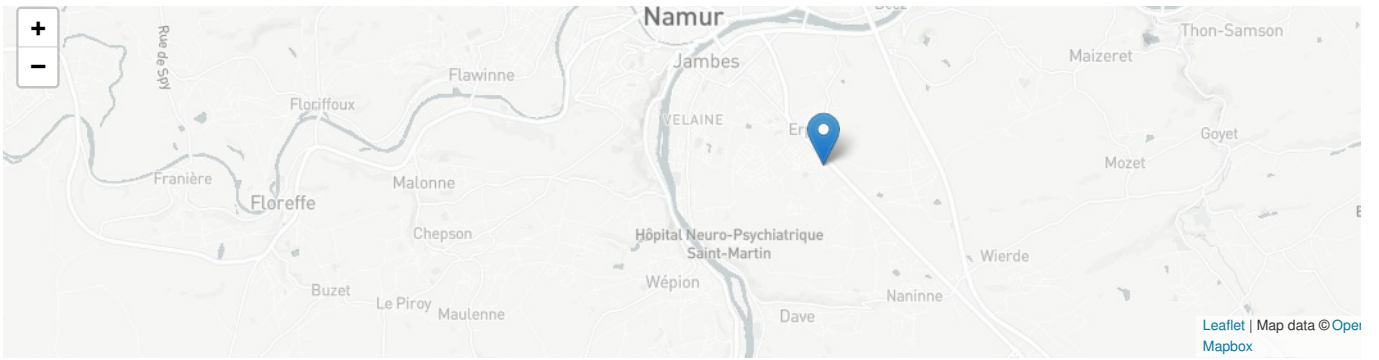 +
−
Namur
Thon-Samson
Maizeret
Jambes
Flawinne
Rue de Spy
Floriffoux
VELAINE
Goyet
Mozet
Franière
Malonne
Floreffe
Chepson
Hôpital Neuro-Psychiatrique
Saint-Martin
Wierde
Wépion
Buzet
Naninne
Le Piroy
Maulenne
Dave
Leaflet | Map data ©
Mapbox